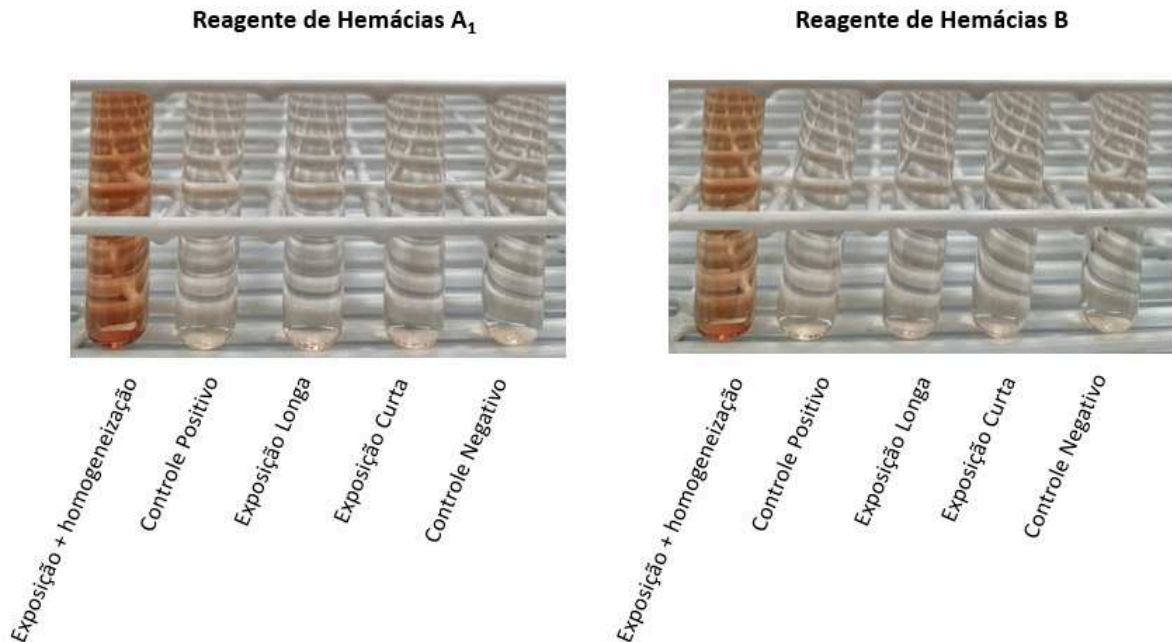 Reagente de Hemácias A₁
Reagente de Hemácias B
Exposição + homogeneização
Controle Positivo
Exposição Longa
Exposição Curta
Controle Negativo
Exposição + homogeneização
Controle Positivo
Exposição Longa
Exposição Curta
Controle Negativo